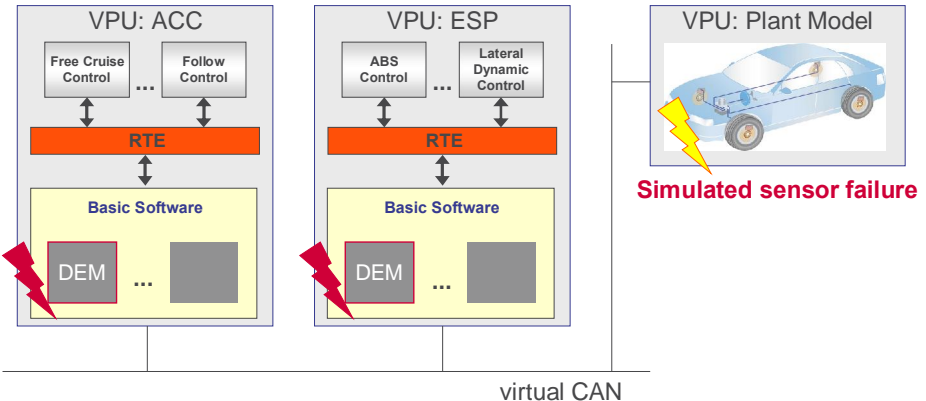 VPU: ACC
Free Cruise
Control
...
Follow
Control
RTE
Basic Software
DEM
...
VPU: ESP
ABS
Control
...
Lateral
Dynamic
Control
RTE
Basic Software
DEM
...
VPU: Plant Model
Simulated sensor failure
virtual CAN